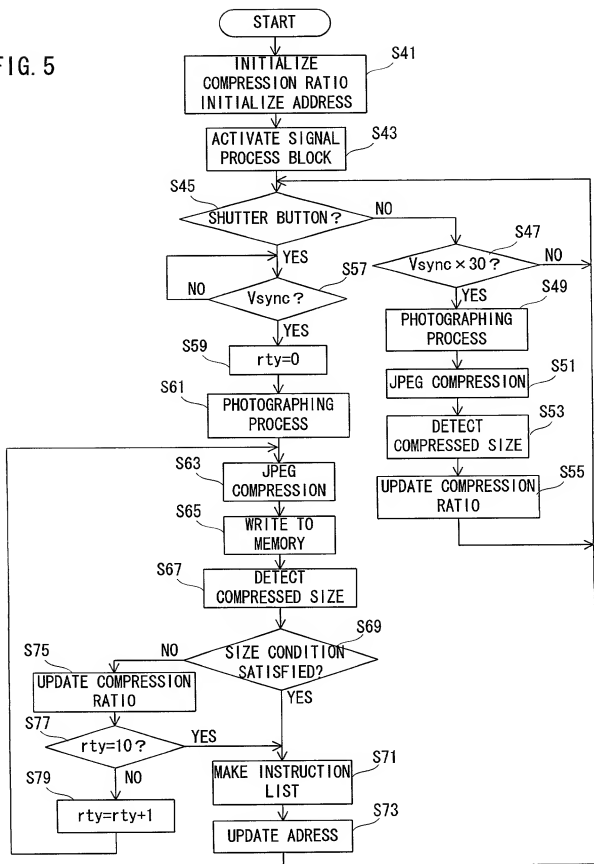 FIG. 5
START
S41
INITIALIZE
COMPRESSION RATIO
INITIALIZE ADDRESS
S43
ACTIVATE SIGNAL
PROCESS BLOCK
S45
SHUTTER BUTTON?
NO
YES
S47
Vsync×30?
NO
YES
S49
PHOTOGRAPHING
PROCESS
S51
JPEG COMPRESSION
S53
DETECT
COMPRESSED SIZE
S55
UPDATE COMPRESSION
RATIO
S57
Vsync?
NO
YES
S59
rty=0
S61
PHOTOGRAPHING
PROCESS
S63
JPEG
COMPRESSION
S65
WRITE TO
MEMORY
S67
DETECT
COMPRESSED SIZE
S69
SIZE CONDITION
SATISFIED?
NO
YES
S75
UPDATE COMPRESSION
RATIO
S77
rty=10?
YES
NO
S79
rty=rty+1
S71
MAKE INSTRUCTION
LIST
S73
UPDATE ADRESS